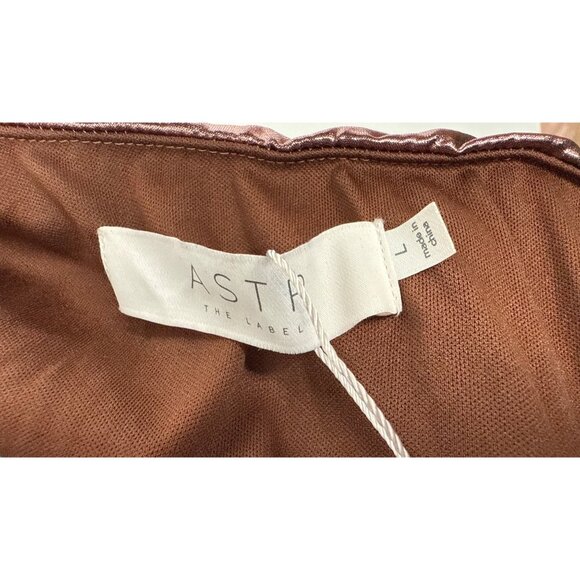 ASTR
THE LABEL
L
made in
china